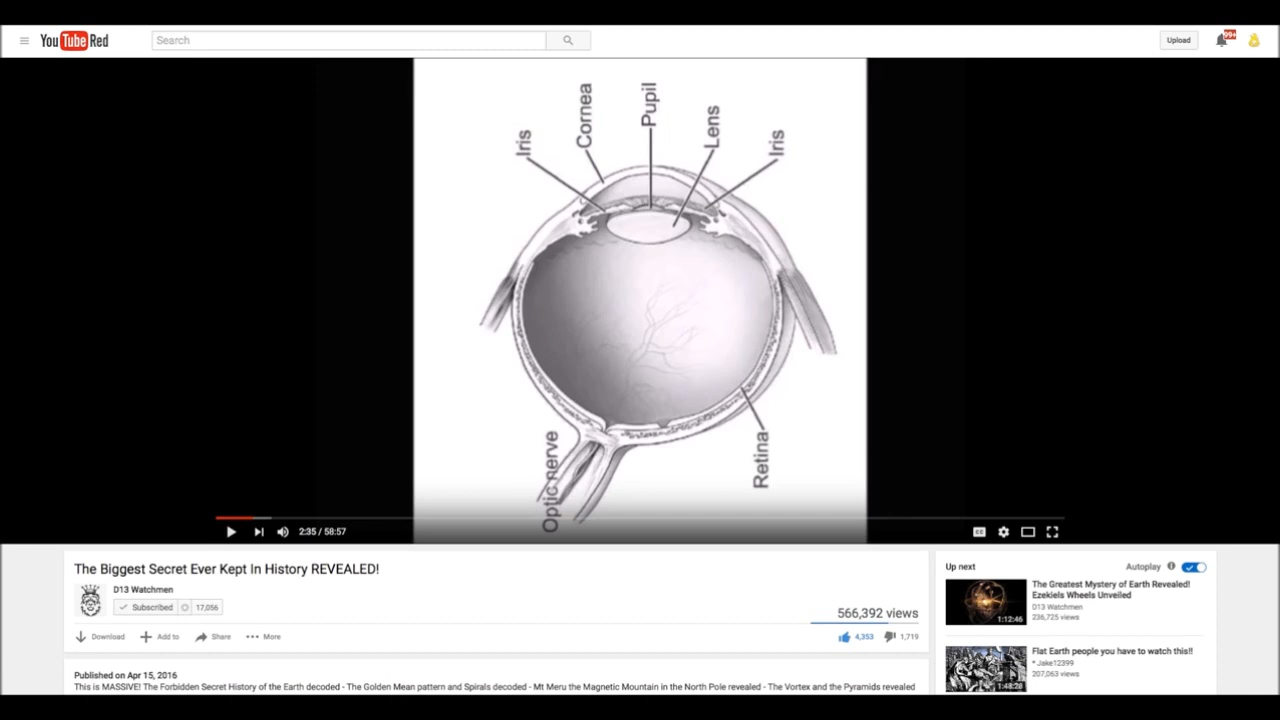 YouTube Red
Search
Upload
99+
Iris
Cornea
Pupil
Lens
Iris
Optic nerve
Retina
2:35 / 58:57
CC
The Biggest Secret Ever Kept In History REVEALED!
D13 Watchmen
Subscribed
17,056
566,392 views
Download
Add to
Share
More
4,353
1,719
Published on Apr 15, 2016
This is MASSIVE! The Forbidden Secret History of the Earth decoded - The Golden Mean pattern and Spirals decoded - Mt Meru the Magnetic Mountain in the North Pole revealed - The Vortex and the Pyramids revealed
Up next
Autoplay
The Greatest Mystery of Earth Revealed!
Ezekiels Wheels Unveiled
D13 Watchmen
236,725 views
1:12:46
Flat Earth people you have to watch this!!
* Jake12399
207,063 views
1:48:28